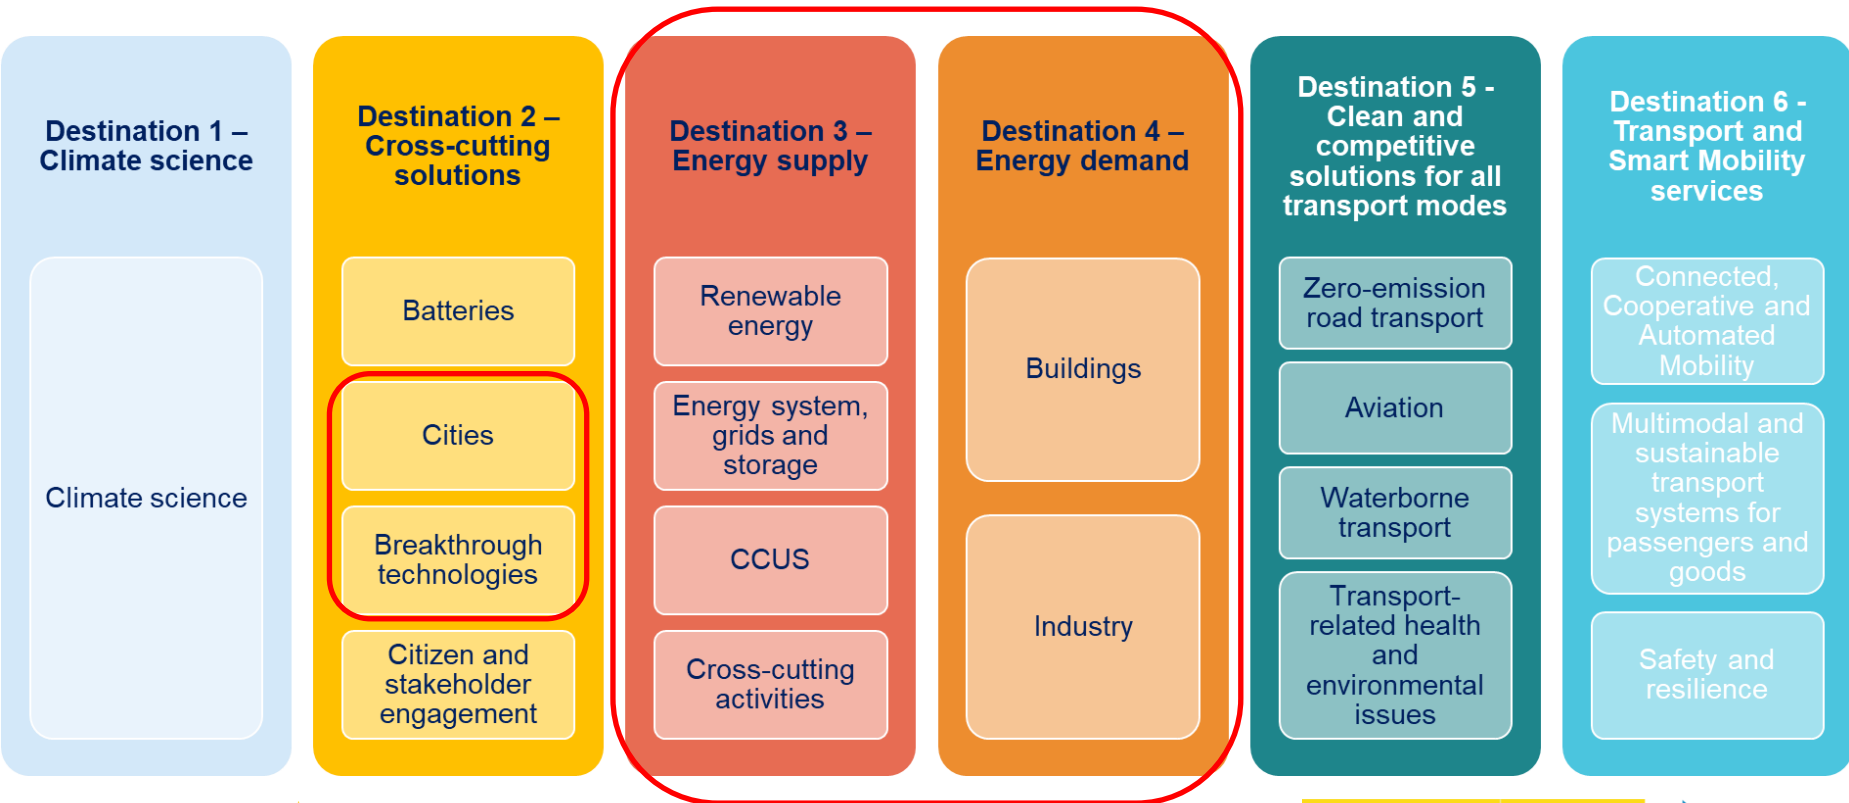 Destination 1 –
Climate science
Climate science
Destination 2 –
Cross-cutting
solutions
Batteries
Cities
Breakthrough
technologies
Citizen and
stakeholder
engagement
Destination 3 –
Energy supply
Renewable
energy
Energy system,
grids and
storage
CCUS
Cross-cutting
activities
Destination 4 –
Energy demand
Buildings
Industry
Destination 5 -
Clean and
competitive
solutions for all
transport modes
Zero-emission
road transport
Aviation
Waterborne
transport
Transport-
related health
and
environmental
issues
Destination 6 -
Transport and
Smart Mobility
services
Connected,
Cooperative and
Automated
Mobility
Multimodal and
sustainable
transport
systems for
passengers and
goods
Safety and
resilience